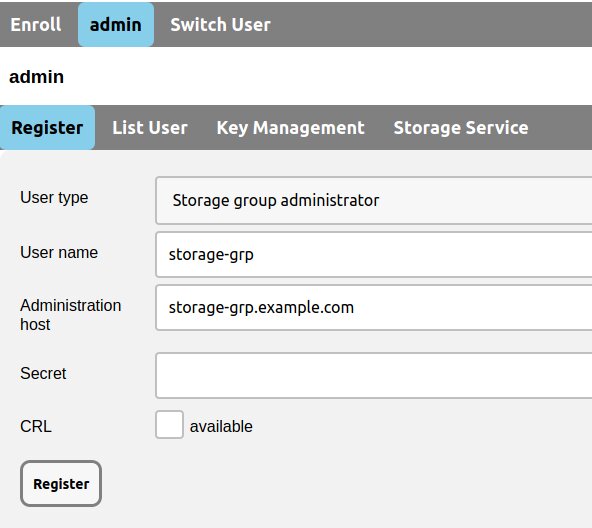 Enroll admin Switch User
admin
Register List User Key Management Storage Service
User type Storage group administrator
User name storage-grp
Administration host storage-grp.example.com
Secret
CRL available
Register